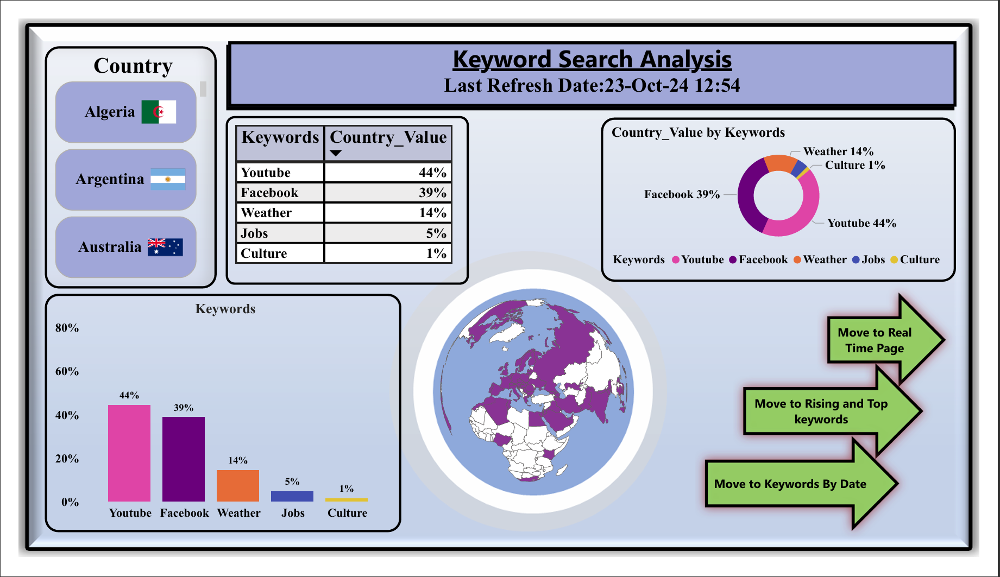 Country
Algeria
Argentina
Australia
Keyword Search Analysis
Last Refresh Date:23-Oct-24 12:54
Keywords Country_Value
Youtube 44%
Facebook 39%
Weather 14%
Jobs 5%
Culture 1%
Country_Value by Keywords
Weather 14%
Culture 1%
Facebook 39%
Youtube 44%
Keywords Youtube Facebook Weather Jobs Culture
Keywords
80%
60%
40%
20%
0%
44%
39%
14%
5%
1%
Youtube Facebook Weather Jobs Culture
Move to Real
Time Page
Move to Rising and Top
keywords
Move to Keywords By Date